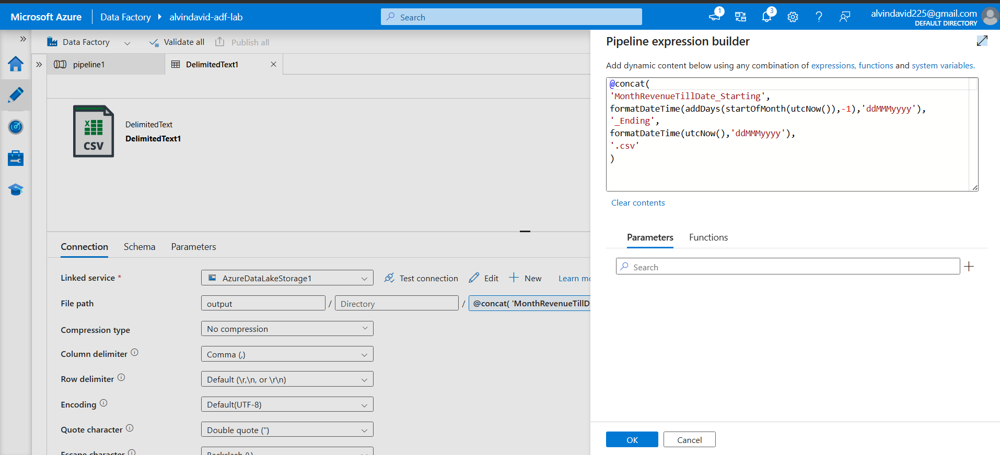 Microsoft Azure
Data Factory
alvindavid-adf-lab
Search
1
3
alvindavid225@gmail.com
DEFAULT DIRECTORY
Data Factory
Validate all
Publish all
pipeline1
DelimitedText1
X
CSV
DelimitedText
DelimitedText1
Connection
Schema
Parameters
Linked service *
AzureDataLakeStorage1
Test connection
Edit
New
Learn mo
File path
output
/
Directory
/
@concat( 'MonthRevenueTillD
Compression type
No compression
Column delimiter
Comma (,)
Row delimiter
Default (\r,\n, or \r\n)
Encoding
Default(UTF-8)
Quote character
Double quote (")
Escape character
Backslash (\)
Pipeline expression builder
Add dynamic content below using any combination of expressions, functions and system variables.
@concat(
'MonthRevenueTillDate_Starting',
formatDateTime(addDays(startOfMonth(utcNow()),-1),'ddMMMyyyy'),
'_Ending',
formatDateTime(utcNow(),'ddMMMyyyy'),
'.csv'
)
Clear contents
Parameters
Functions
Search
OK
Cancel